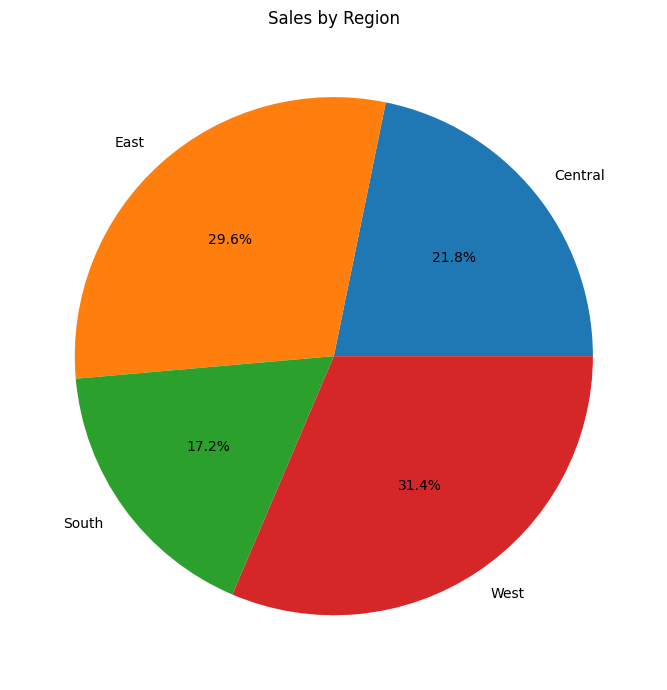 Sales by Region
East
Central
29.6%
21.8%
17.2%
31.4%
South
West